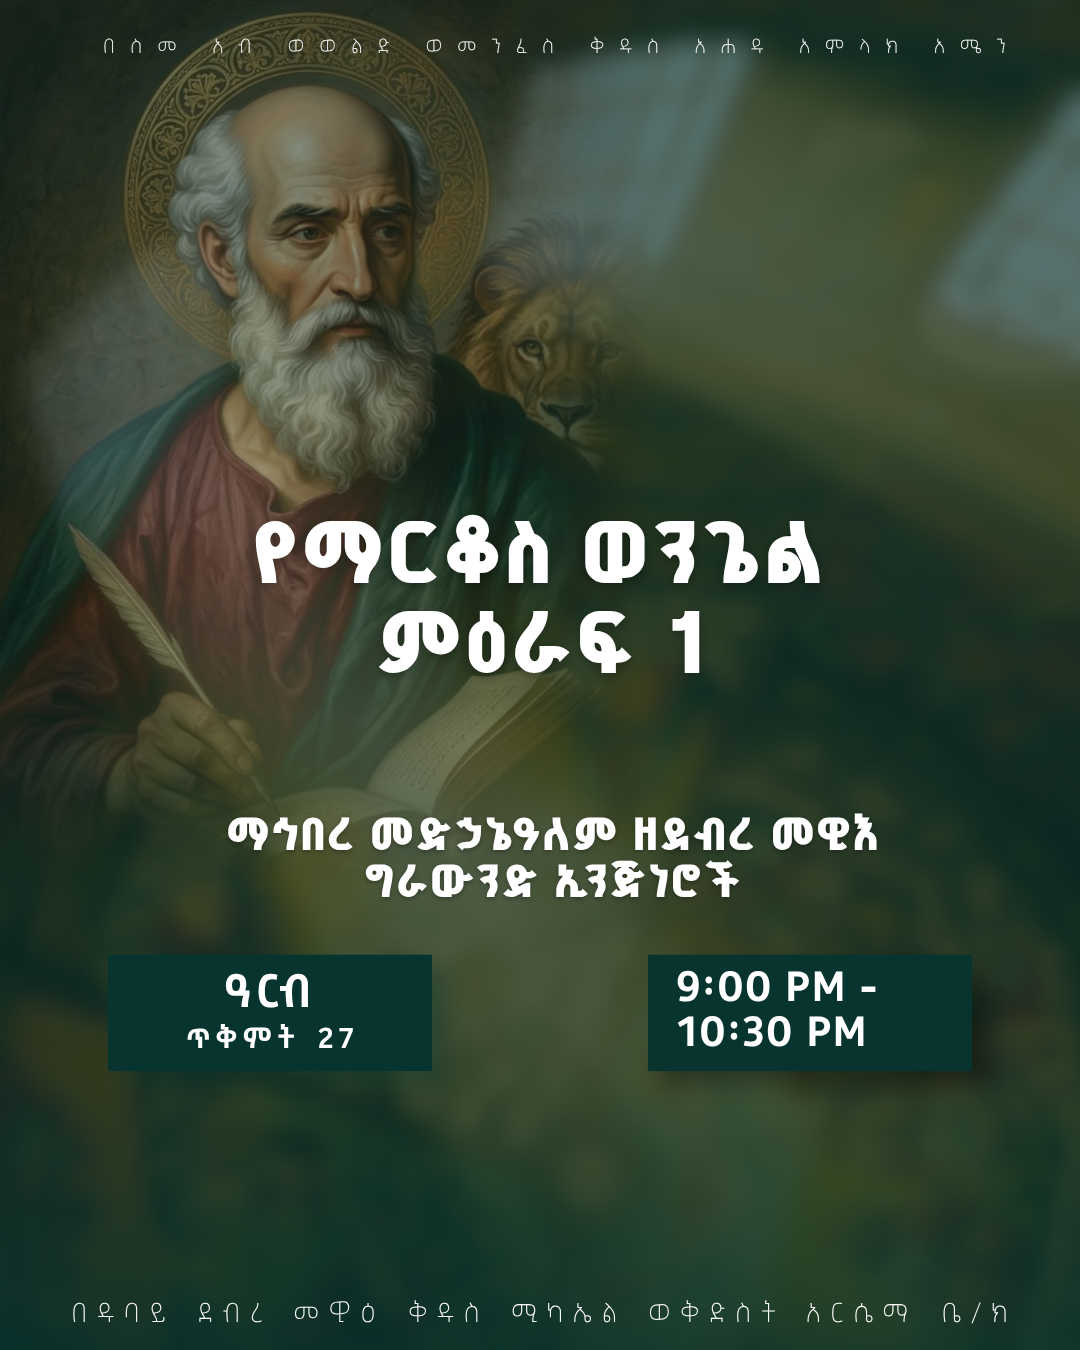 በስመ አብ ወወልድ ወመንፈስ ቅዱስ አሐዱ አምላክ አሜን
የማርቆስ ወንጌል
ምዕራፍ 1
ማኅበረ መድኃኔዓለም ዘደብረ መዊእ
ግራውንድ ኢንጅነሮች
ዓርብ
ጥቅምት 27
9:00 PM -
10:30 PM
በዱባይ ደብረ መዋዕ ቅዱስ ሚካኤል ወቅድስት አርሴማ ቤ/ክ